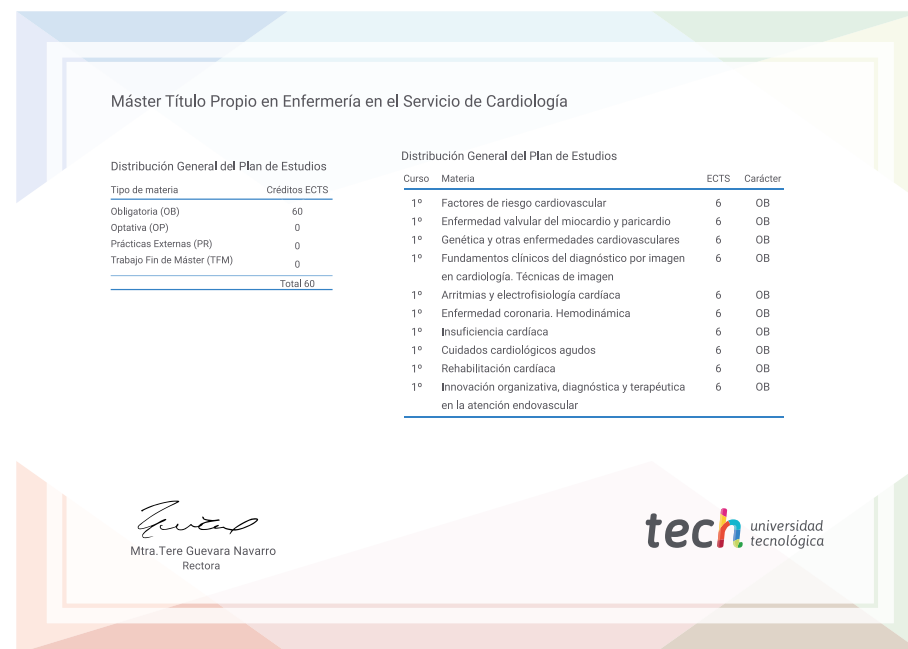 Máster Título Propio en Enfermería en el Servicio de Cardiología
Distribución General del Plan de Estudios
Tipo de materia Créditos ECTS
Obligatoria (OB) 60
Optativa (OP) 0
Prácticas Externas (PR) 0
Trabajo Fin de Máster (TFM) 0
Total 60
Distribución General del Plan de Estudios
Curso Materia ECTS Carácter
1º Factores de riesgo cardiovascular 6 OB
1º Enfermedad valvular del miocardio y paricardio 6 OB
1º Genética y otras enfermedades cardiovasculares 6 OB
1º Fundamentos clínicos del diagnóstico por imagen 6 OB
en cardiología. Técnicas de imagen
1º Arritmias y electrofisiología cardíaca 6 OB
1º Enfermedad coronaria. Hemodinámica 6 OB
1º Insuficiencia cardíaca 6 OB
1º Cuidados cardiológicos agudos 6 OB
1º Rehabilitación cardíaca 6 OB
1º Innovación organizativa, diagnóstica y terapéutica 6 OB
en la atención endovascular
Mtra.Tere Guevara Navarro
Rectora
tech universidad
tecnológica